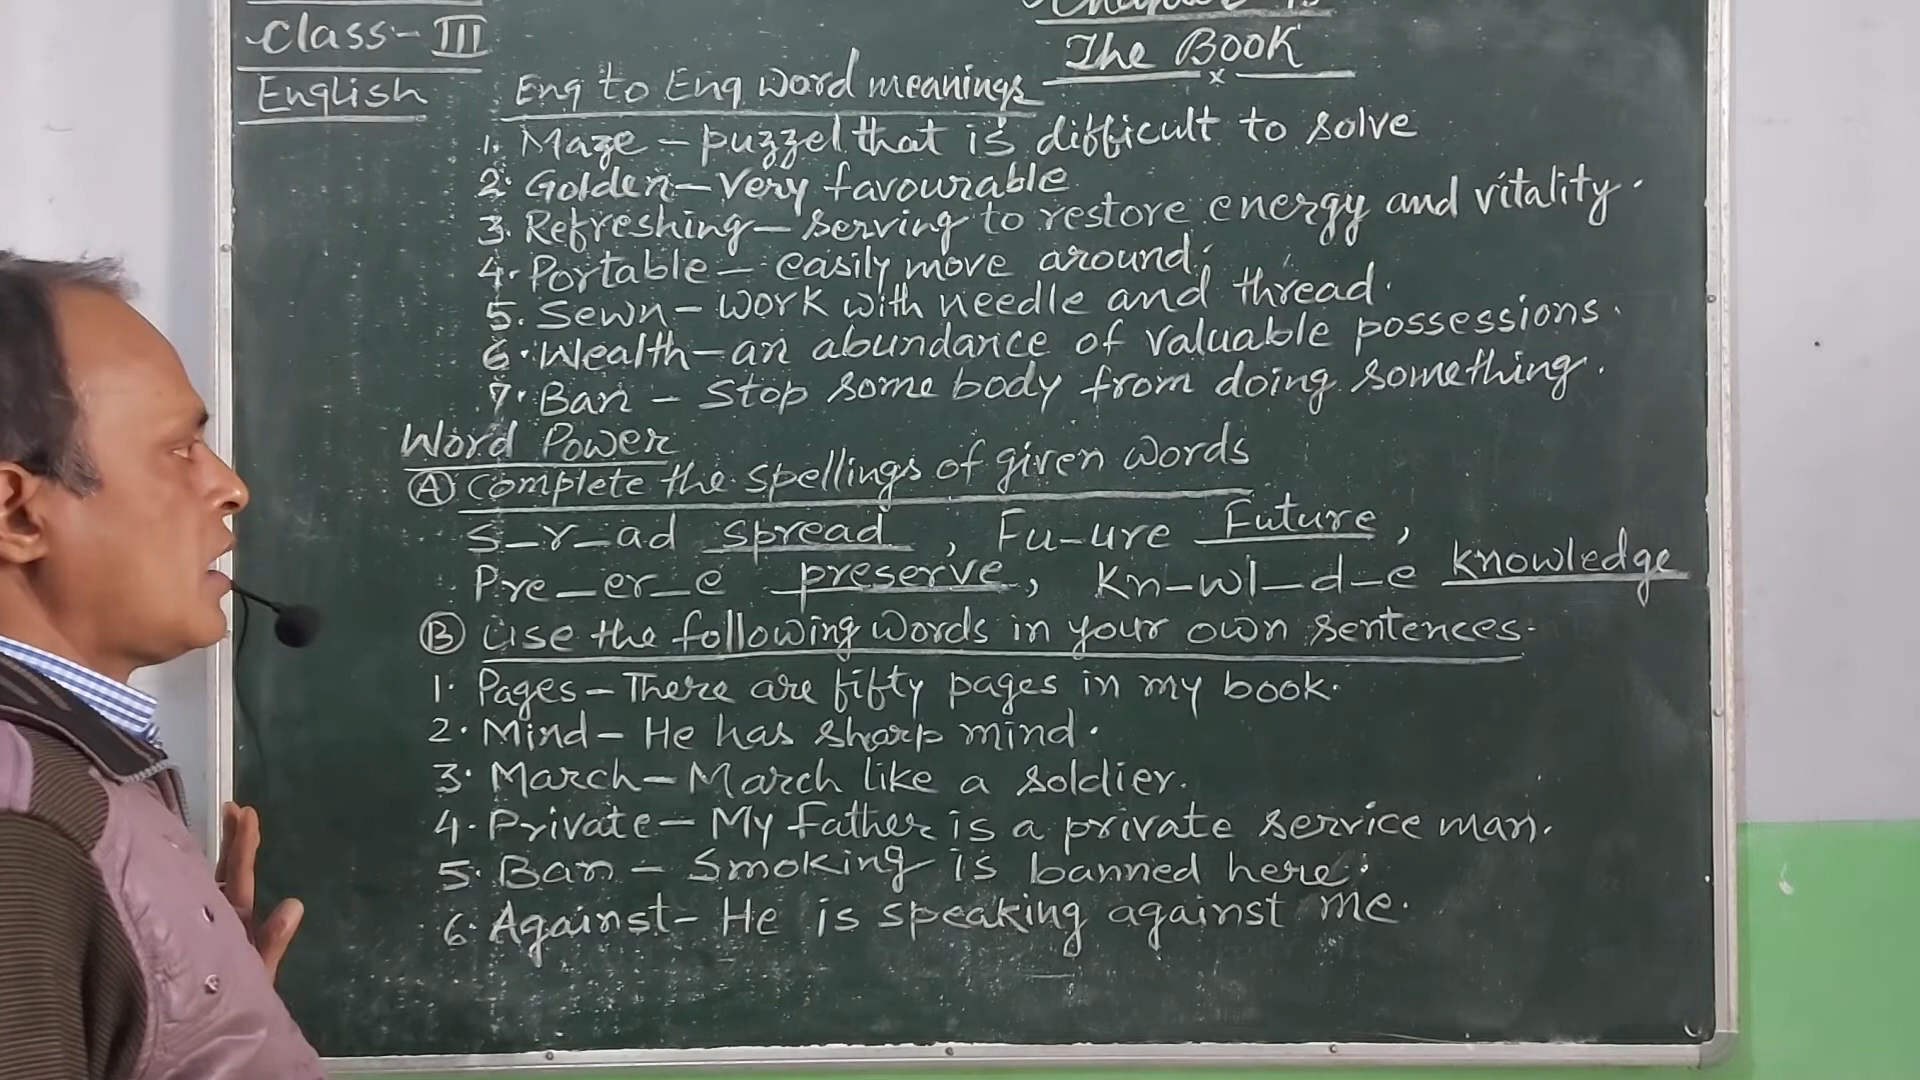 Class-III
English
The BOOK
x
Eng to Eng word meanings
1. Maze - puzzel that is difficult to solve
2. Golden - Very favourable
3. Refreshing - serving to restore energy and vitality.
4. Portable - easily move around.
5. Sewn - work with needle and thread.
6. Wealth - an abundance of valuable possessions.
7. Ban - Stop some body from doing something.
Word Power
(A) Complete the spellings of given words
S_r_ad spread, Fu_ure Future,
Pre_er_e preserve, Kn_wl_d_e knowledge
(B) Use the following words in your own sentences.
1. Pages - There are fifty pages in my book.
2. Mind - He has sharp mind.
3. March - March like a soldier.
4. Private - My Father is a private service man.
5. Ban - Smoking is banned here.
6. Against - He is speaking against me.